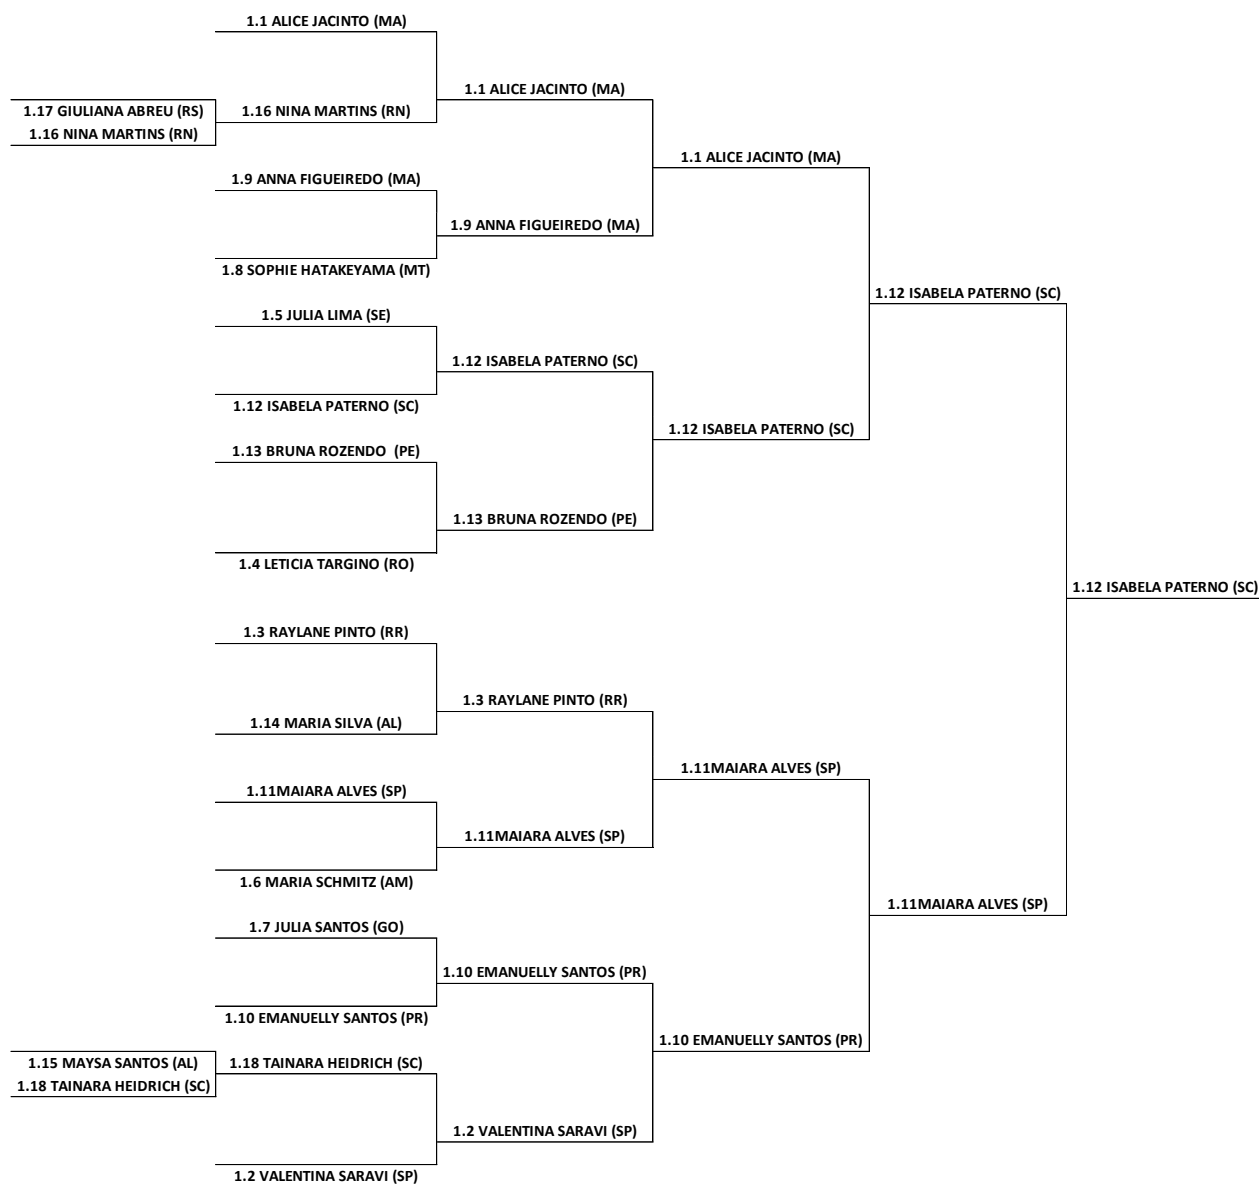 1.1 ALICE JACINTO (MA)
1.1 ALICE JACINTO (MA)
1.17 GIULIANA ABREU (RS)
1.16 NINA MARTINS (RN)
1.16 NINA MARTINS (RN)
1.1 ALICE JACINTO (MA)
1.9 ANNA FIGUEIREDO (MA)
1.9 ANNA FIGUEIREDO (MA)
1.8 SOPHIE HATAKEYAMA (MT)
1.12 ISABELA PATERNO (SC)
1.5 JULIA LIMA (SE)
1.12 ISABELA PATERNO (SC)
1.12 ISABELA PATERNO (SC)
1.12 ISABELA PATERNO (SC)
1.13 BRUNA ROZENDO  (PE)
1.13 BRUNA ROZENDO (PE)
1.4 LETICIA TARGINO (RO)
1.12 ISABELA PATERNO (SC)
1.3 RAYLANE PINTO (RR)
1.3 RAYLANE PINTO (RR)
1.14 MARIA SILVA (AL)
1.11MAIARA ALVES (SP)
1.11MAIARA ALVES (SP)
1.11MAIARA ALVES (SP)
1.6 MARIA SCHMITZ (AM)
1.11MAIARA ALVES (SP)
1.7 JULIA SANTOS (GO)
1.10 EMANUELLY SANTOS (PR)
1.10 EMANUELLY SANTOS (PR)
1.10 EMANUELLY SANTOS (PR)
1.15 MAYSA SANTOS (AL)
1.18 TAINARA HEIDRICH (SC)
1.18 TAINARA HEIDRICH (SC)
1.2 VALENTINA SARAVI (SP)
1.2 VALENTINA SARAVI (SP)